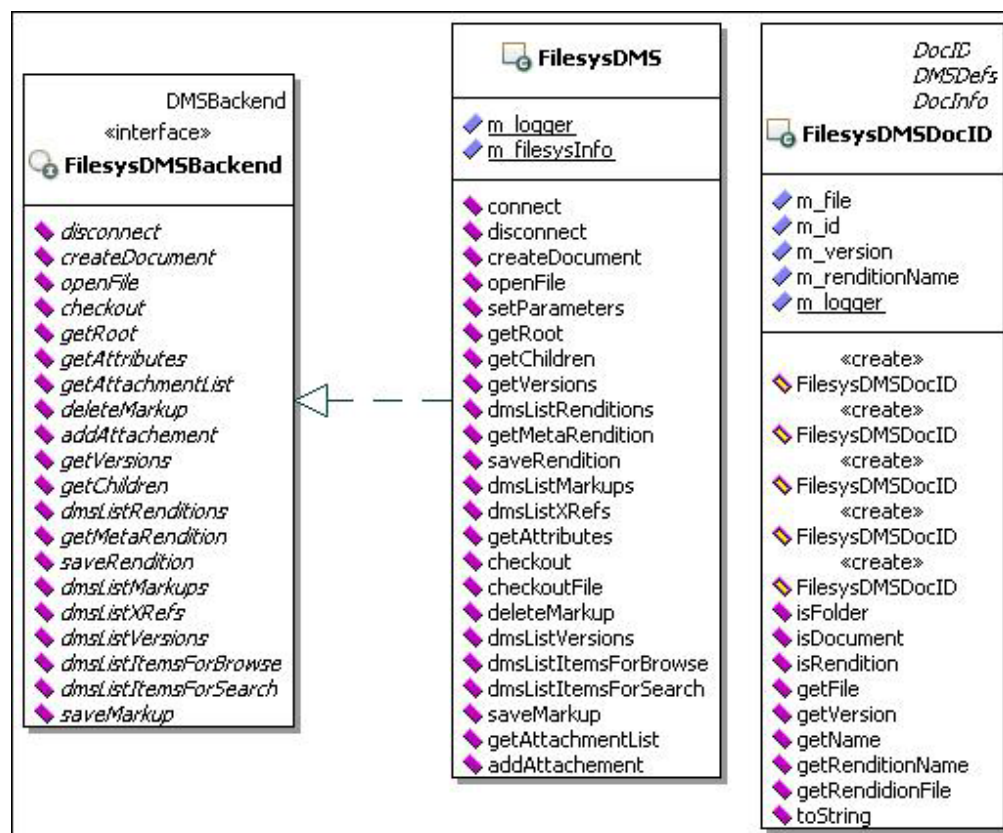 DMSBackend
«interface»
FilesysDMSBackend
disconnect
createDocument
openFile
checkout
getRoot
getAttributes
getAttachmentList
deleteMarkup
addAttachement
getVersions
getChildren
dmsListRenditions
getMetaRendition
saveRendition
dmsListMarkups
dmsListXRefs
dmsListVersions
dmsListItemsForBrowse
dmsListItemsForSearch
saveMarkup
FilesysDMS
m_logger
m_filesysInfo
connect
disconnect
createDocument
openFile
setParameters
getRoot
getChildren
getVersions
dmsListRenditions
getMetaRendition
saveRendition
dmsListMarkups
dmsListXRefs
getAttributes
checkout
checkoutFile
deleteMarkup
dmsListVersions
dmsListItemsForBrowse
dmsListItemsForSearch
saveMarkup
getAttachmentList
addAttachement
DocID
DMSDefs
DocInfo
FilesysDMSDocID
m_file
m_id
m_version
m_renditionName
m_logger
«create»
FilesysDMSDocID
«create»
FilesysDMSDocID
«create»
FilesysDMSDocID
«create»
FilesysDMSDocID
«create»
FilesysDMSDocID
isFolder
isDocument
isRendition
getFile
getVersion
getName
getRenditionName
getRendidionFile
toString